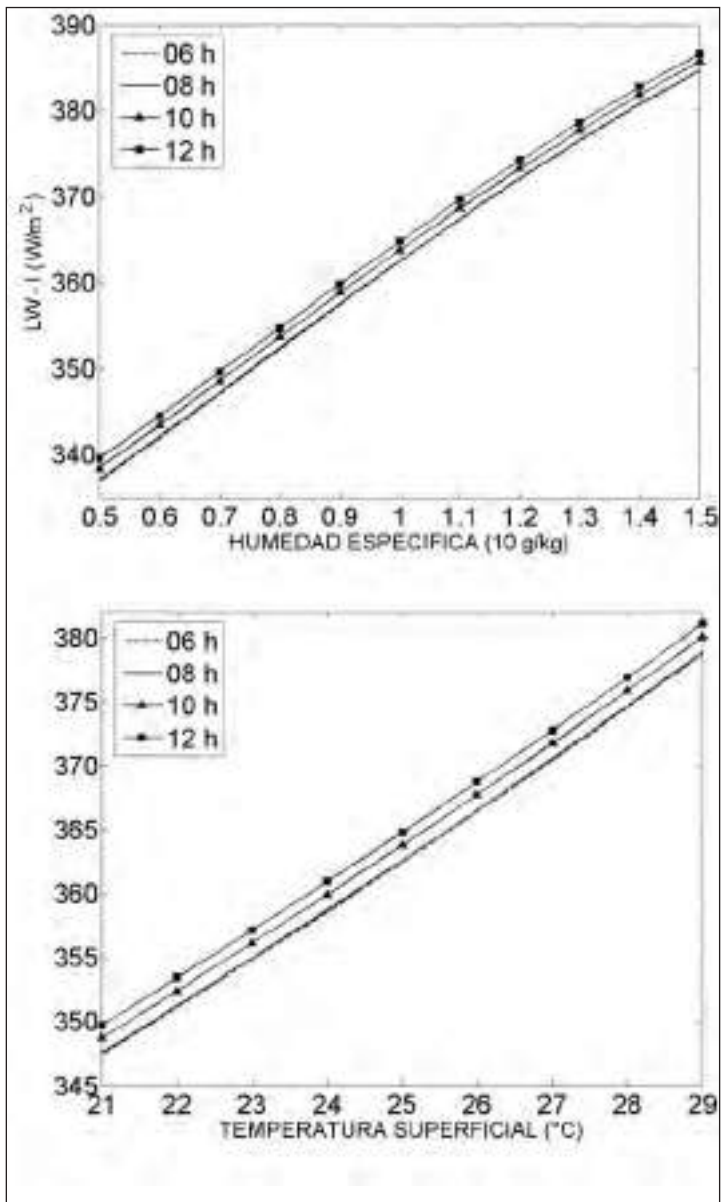 390
380
370
360
350
340
LW-I (W/m²)
06 h
08 h
10 h
12 h
0.5 0.6 0.7 0.8 0.9 1 1.1 1.2 1.3 1.4 1.5
HUMEDAD ESPECIFICA (10 g/kg)
380
375
370
365
360
355
350
345
06 h
08 h
10 h
12 h
21 22 23 24 25 26 27 28 29
TEMPERATURA SUPERFICIAL (°C)